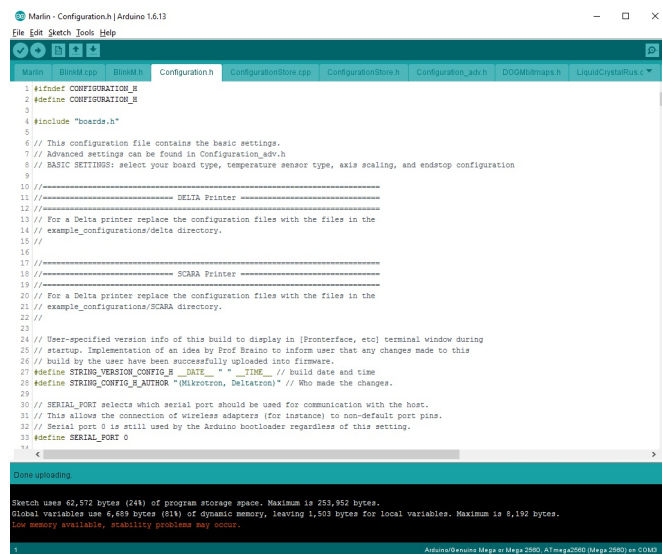 Marlin - Configuration.h | Arduino 1.6.13
File Edit Sketch Tools Help
Marlin BlinkM.cpp BlinkM.h Configuration.h ConfigurationStore.cpp ConfigurationStore.h Configuration_adv.h DOGMbitmaps.h LiquidCrystalRus.c
1 #ifndef CONFIGURATION_H
2 #define CONFIGURATION_H
3
4 #include "boards.h"
5
6 // This configuration file contains the basic settings.
7 // Advanced settings can be found in Configuration_adv.h
8 // BASIC SETTINGS: select your board type, temperature sensor type, axis scaling, and endstop configuration
9
10 //===========================================================================
11 //============================= DELTA Printer ===============================
12 //===========================================================================
13 // For a Delta printer replace the configuration files with the files in the
14 // example_configurations/delta directory.
15 //
16
17 //===========================================================================
18 //============================= SCARA Printer ===============================
19 //===========================================================================
20 // For a Delta printer replace the configuration files with the files in the
21 // example_configurations/SCARA directory.
22 //
23
24 // User-specified version info of this build to display in [Pronterface, etc] terminal window during
25 // startup. Implementation of an idea by Prof Braino to inform user that any changes made to this
26 // build by the user have been successfully uploaded into firmware.
27 #define STRING_VERSION_CONFIG_H __DATE__ " " __TIME__ // build date and time
28 #define STRING_CONFIG_H_AUTHOR "(Mikrotron, Deltatron)" // Who made the changes.
29
30 // SERIAL_PORT selects which serial port should be used for communication with the host.
31 // This allows the connection of wireless adapters (for instance) to non-default port pins.
32 // Serial port 0 is still used by the Arduino bootloader regardless of this setting.
33 #define SERIAL_PORT 0
34
Done uploading.
Sketch uses 62,572 bytes (24%) of program storage space. Maximum is 253,952 bytes.
Global variables use 6,689 bytes (81%) of dynamic memory, leaving 1,503 bytes for local variables. Maximum is 8,192 bytes.
Low memory available, stability problems may occur.
1 Arduino/Genuino Mega or Mega 2560, ATmega2560 (Mega 2560) on COM3